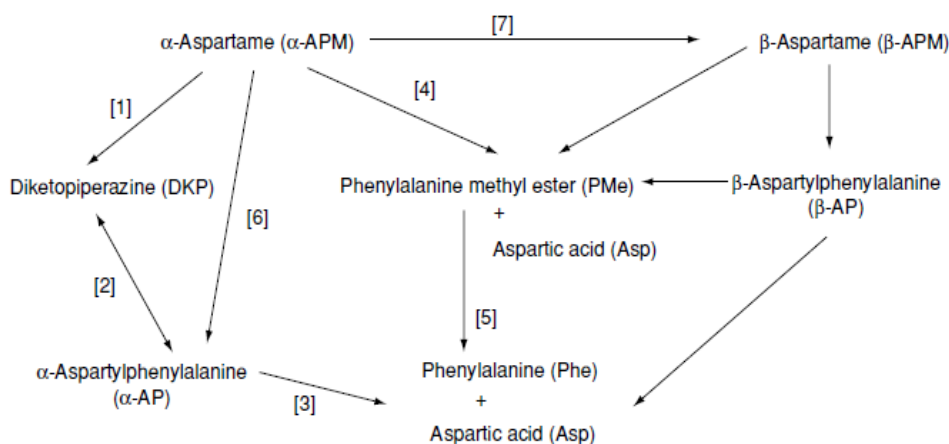 [7]
α-Aspartame (α-APM)
β-Aspartame (β-APM)
[1]
[4]
Diketopiperazine (DKP)
Phenylalanine methyl ester (PMe)
β-Aspartylphenylalanine
(β-AP)
+
[6]
Aspartic acid (Asp)
[2]
[5]
α-Aspartylphenylalanine
(α-AP)
Phenylalanine (Phe)
[3]
+
Aspartic acid (Asp)